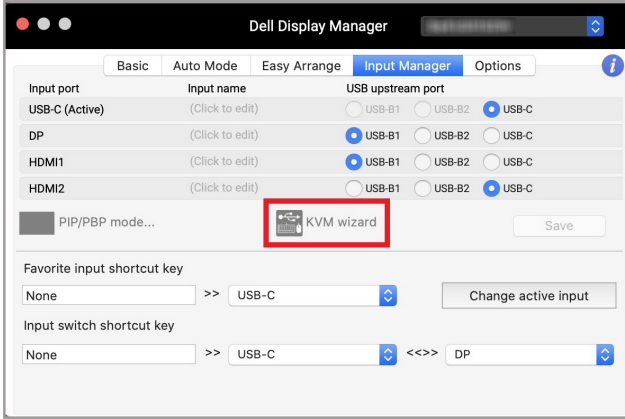 Dell Display Manager
Basic Auto Mode Easy Arrange Input Manager Options i
Input port Input name USB upstream port
USB-C (Active) (Click to edit) USB-B1 USB-B2 USB-C
DP (Click to edit) USB-B1 USB-B2 USB-C
HDMI1 (Click to edit) USB-B1 USB-B2 USB-C
HDMI2 (Click to edit) USB-B1 USB-B2 USB-C
PIP/PBP mode... KVM wizard Save
Favorite input shortcut key
None >> USB-C Change active input
Input switch shortcut key
None >> USB-C <<>> DP